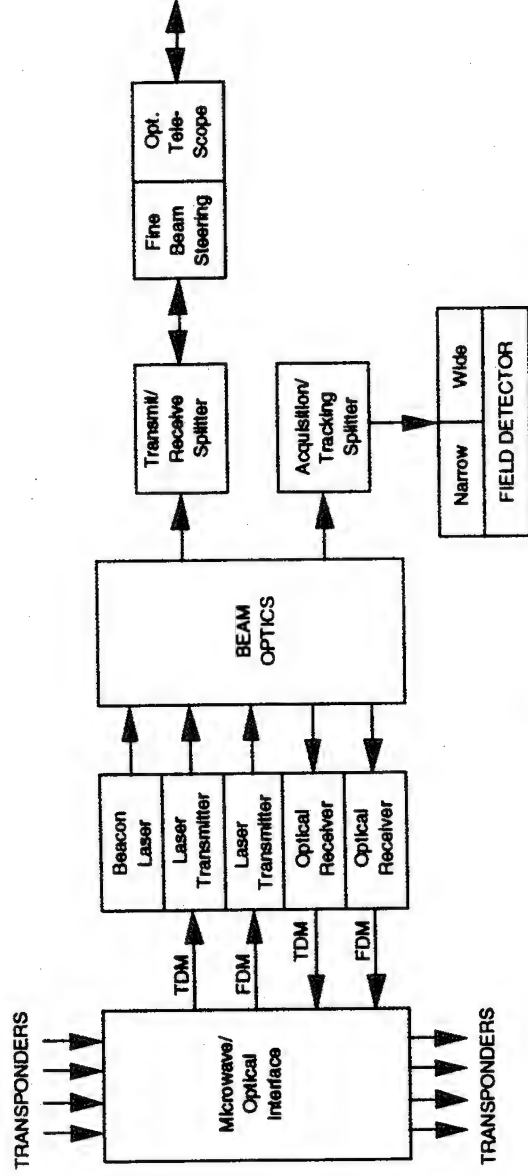 TRANSPONDERS
Microwave/
Optical
Interface
TRANSPONDERS
TDM
FDM
TDM
FDM
Beacon
Laser
Laser
Transmitter
Laser
Transmitter
Optical
Receiver
Optical
Receiver
BEAM
OPTICS
Transmit/
Receive
Splitter
Fine
Beam
Steering
Opt.
Tele-
Scope
Acquisition/
Tracking
Splitter
Narrow
Wide
FIELD DETECTOR